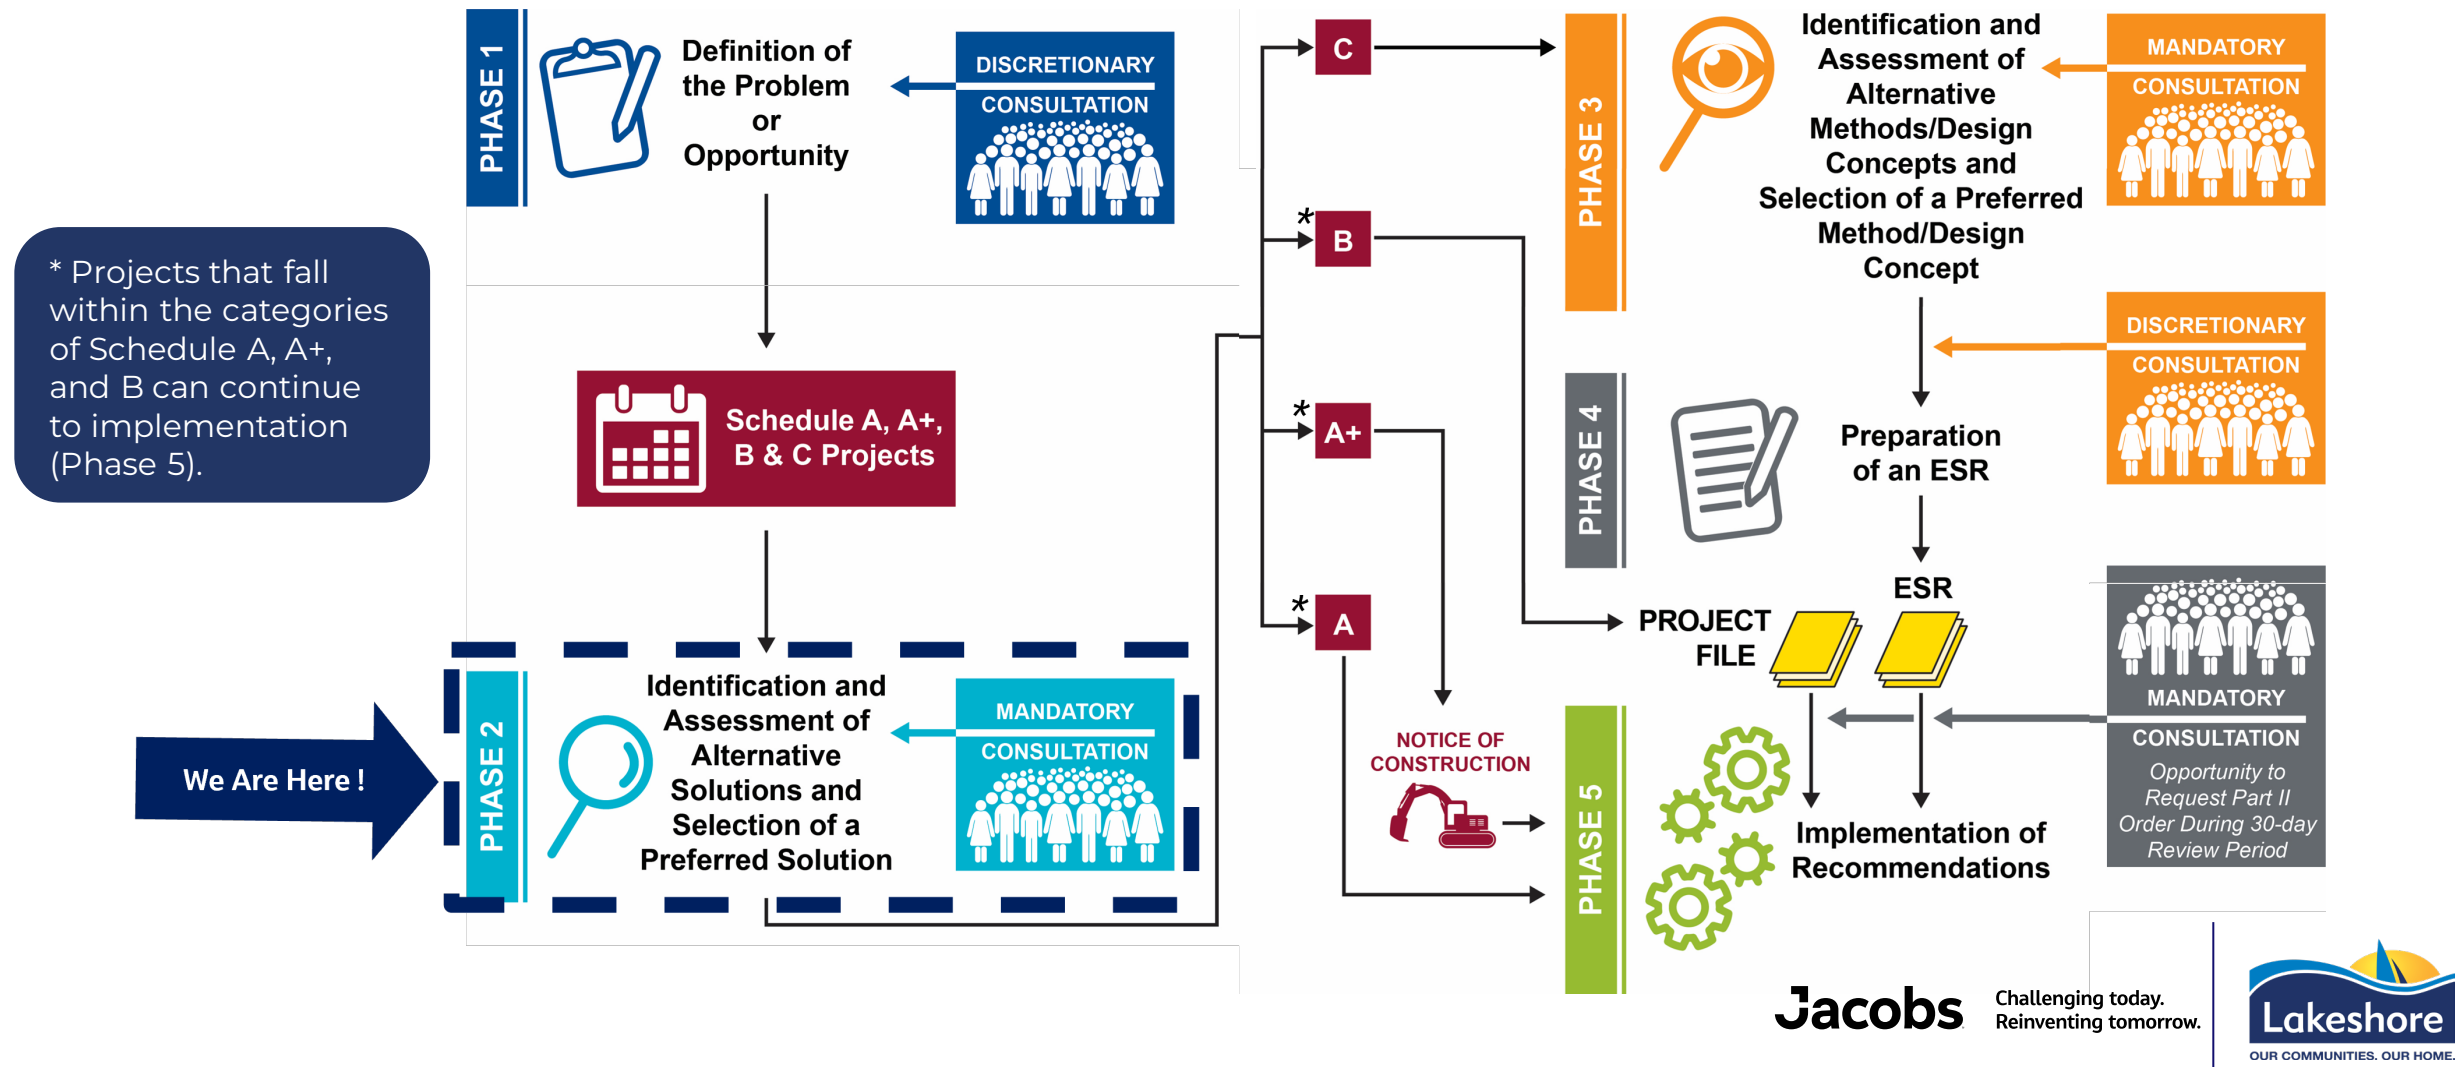 PHASE 1
Definition of
the Problem
or
Opportunity
DISCRETIONARY
CONSULTATION
* Projects that fall
within the categories
of Schedule A, A+,
and B can continue
to implementation
(Phase 5).
Schedule A, A+,
B & C Projects
We Are Here !
PHASE 2
Identification and
Assessment of
Alternative
Solutions and
Selection of a
Preferred Solution
MANDATORY
CONSULTATION
C
* B
* A+
* A
NOTICE OF
CONSTRUCTION
PHASE 3
Identification and
Assessment of
Alternative
Methods/Design
Concepts and
Selection of a Preferred
Method/Design
Concept
MANDATORY
CONSULTATION
DISCRETIONARY
CONSULTATION
PHASE 4
Preparation
of an ESR
ESR
PROJECT
FILE
MANDATORY
CONSULTATION
Opportunity to
Request Part II
Order During 30-day
Review Period
PHASE 5
Implementation of
Recommendations
Jacobs
Challenging today.
Reinventing tomorrow.
Lakeshore
OUR COMMUNITIES. OUR HOME.